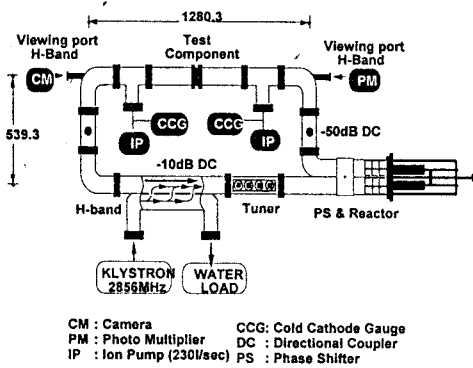 1280.3
Viewing port
H-Band
Test
Component
Viewing port
H-Band
CM
PM
539.3
CCG
CCG
IP
IP
-50dB DC
-10dB DC
H-band
Tuner
PS & Reactor
KLYSTRON
2856MHz
WATER
LOAD
CM : Camera
PM : Photo Multiplier
IP : Ion Pump (230l/sec)
CCG: Cold Cathode Gauge
DC : Directional Coupler
PS : Phase Shifter